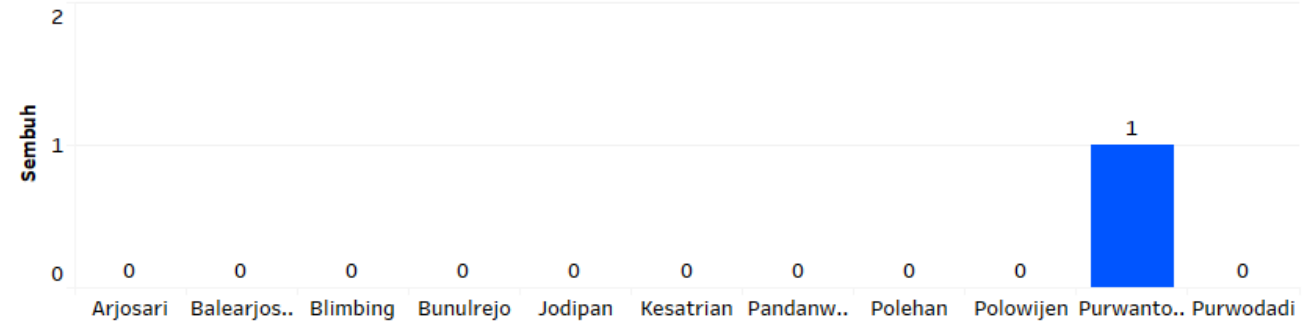 2
Sembuh
1
1
0
0 0 0 0 0 0 0 0 0 0
Arjosari Balearjos.. Blimbing Bunulrejo Jodipan Kesatrian Pandanw.. Polehan Polowijen Purwanto.. Purwodadi